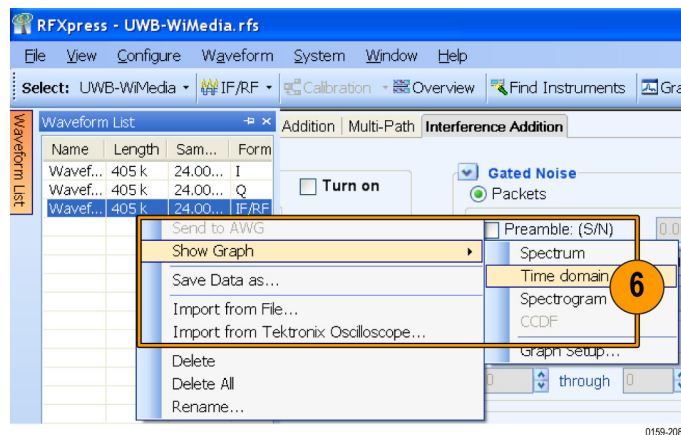 RFXpress - UWB-WiMedia.rfs
File View Configure Waveform System Window Help
Select: UWB-WiMedia IF/RF Calibration Overview Find Instruments
Waveform List
Waveform List
Addition Multi-Path Interference Addition
Name Length Sam... Form
Wavef... 405 k 24.00... I
Wavef... 405 k 24.00... Q
Wavef... 405 k 24.00... IF/RF
Turn on
Gated Noise
Packets
Preamble: (S/N) 0.0
Send to AWG
Show Graph
Save Data as...
Import from File...
Import from Tektronix Oscilloscope...
Delete
Delete All
Rename...
Spectrum
Time domain
Spectrogram
CCDF
Graph Setup...
6
0 through 0
0159-208